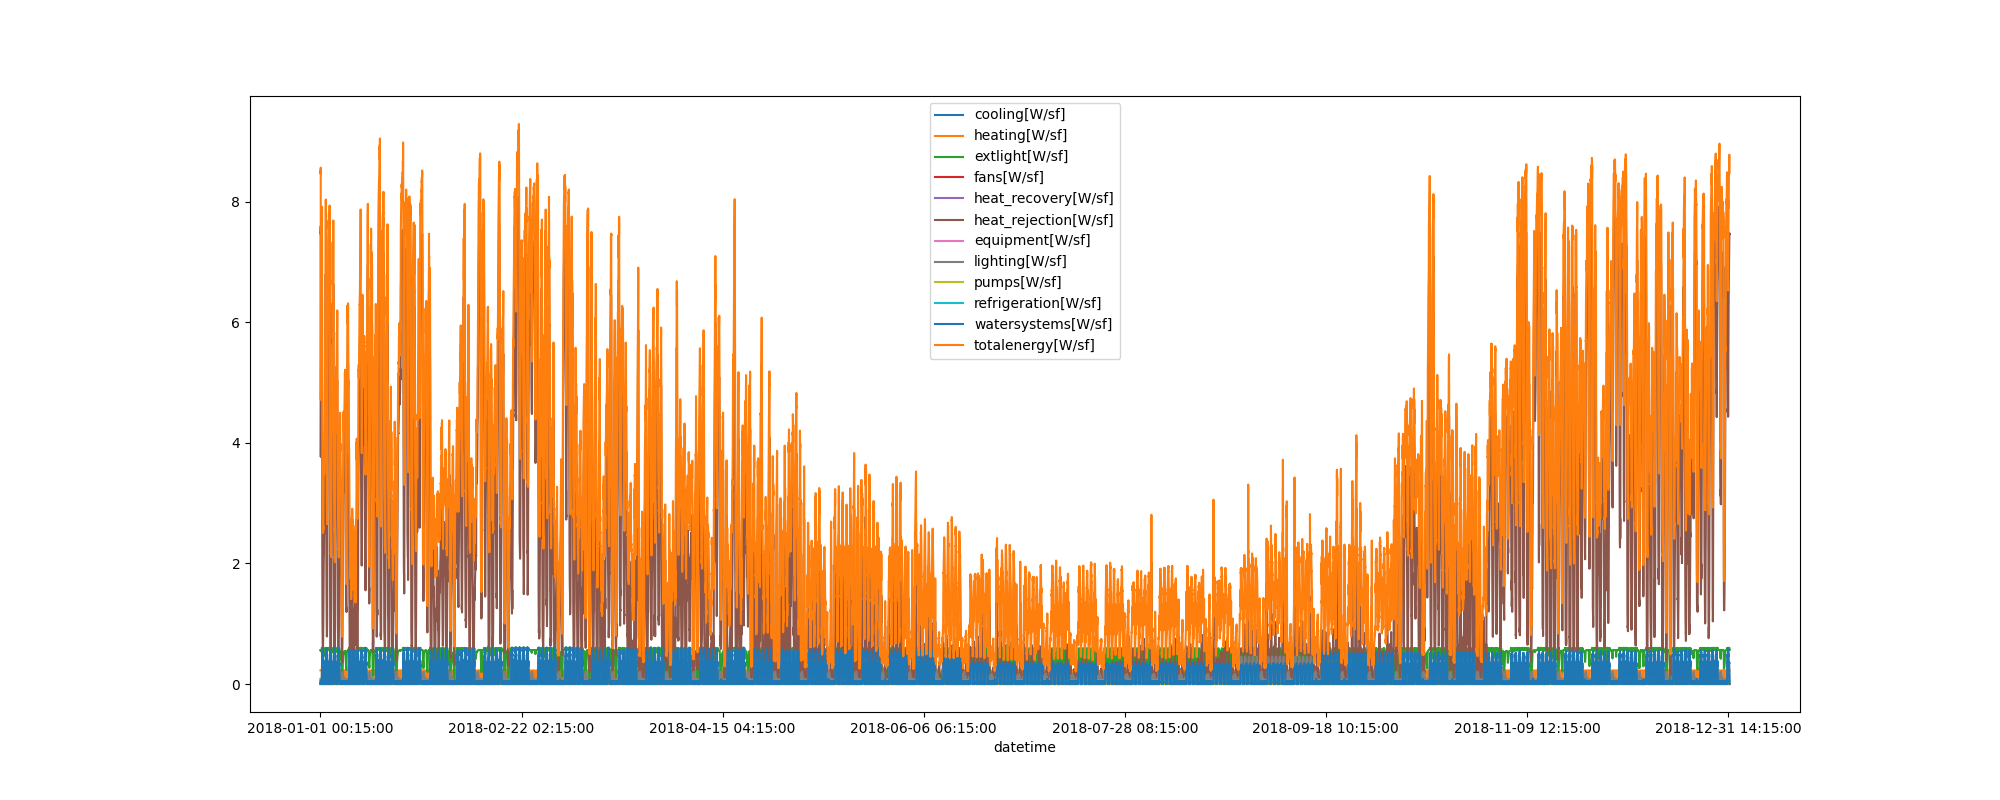 cooling[W/sf]
heating[W/sf]
extlight[W/sf]
fans[W/sf]
heat_recovery[W/sf]
heat_rejection[W/sf]
equipment[W/sf]
lighting[W/sf]
pumps[W/sf]
refrigeration[W/sf]
watersystems[W/sf]
totalenergy[W/sf]
8
6
4
2
0
2018-01-01 00:15:00 2018-02-22 02:15:00 2018-04-15 04:15:00 2018-06-06 06:15:00 2018-07-28 08:15:00 2018-09-18 10:15:00 2018-11-09 12:15:00 2018-12-31 14:15:00
datetime